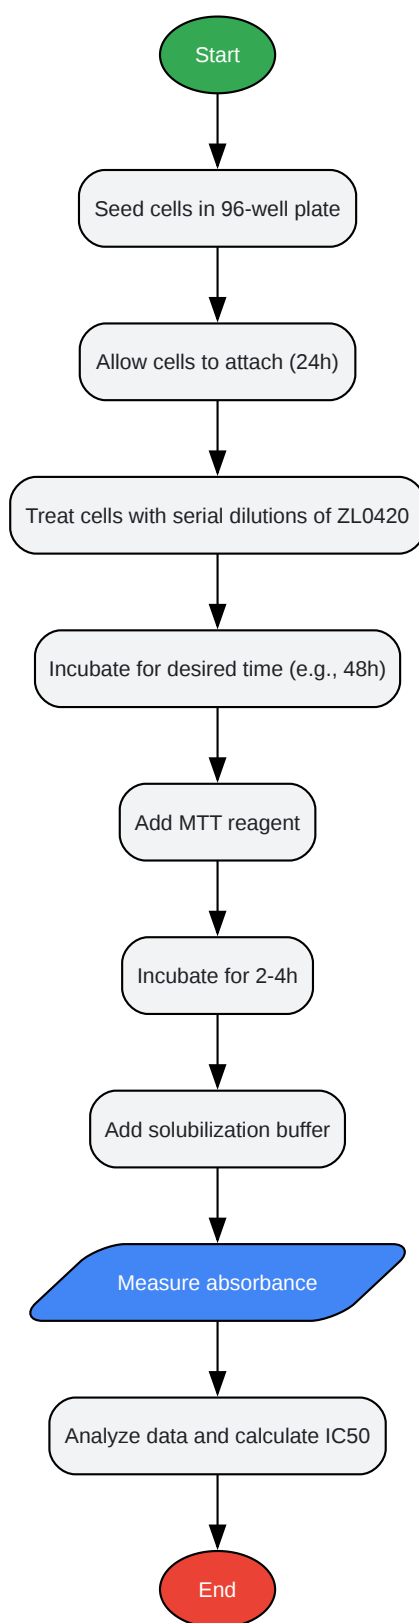 Start
Seed cells in 96-well plate
Allow cells to attach (24h)
Treat cells with serial dilutions of ZL0420
Incubate for desired time (e.g., 48h)
Add MTT reagent
Incubate for 2-4h
Add solubilization buffer
Measure absorbance
Analyze data and calculate IC50
End